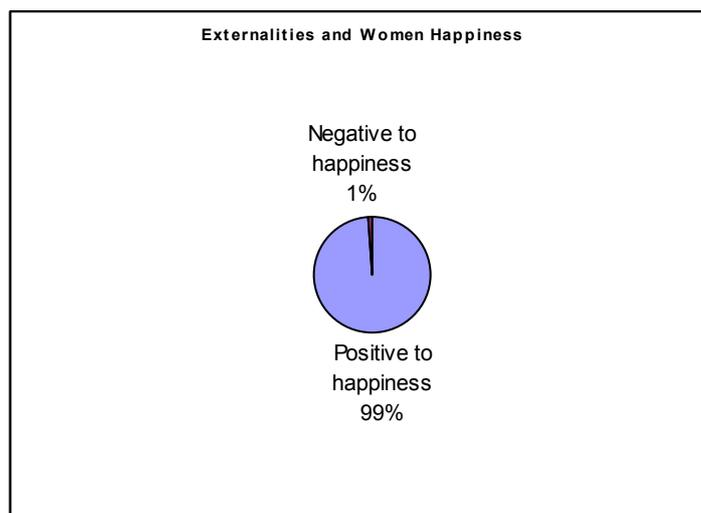 Externalities and Women Happiness
Negative to
happiness
1%
Positive to
happiness
99%